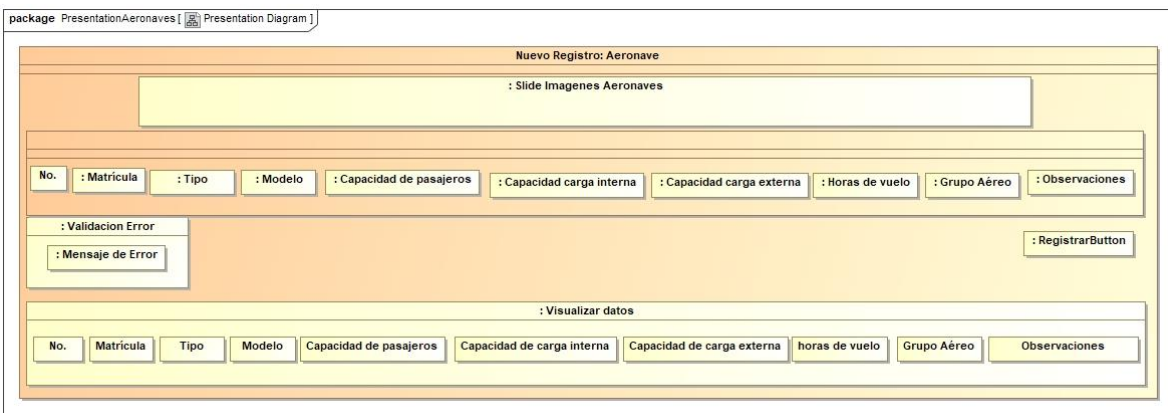 package PresentationAeronaves [ Presentation Diagram ]
Nuevo Registro: Aeronave
: Slide Imagenes Aeronaves
No. : Matrícula : Tipo : Modelo : Capacidad de pasajeros : Capacidad carga interna : Capacidad carga externa : Horas de vuelo : Grupo Aéreo : Observaciones
: Validacion Error
: Mensaje de Error
: RegistrarButton
: Visualizar datos
No. Matrícula Tipo Modelo Capacidad de pasajeros Capacidad de carga interna Capacidad de carga externa horas de vuelo Grupo Aéreo Observaciones